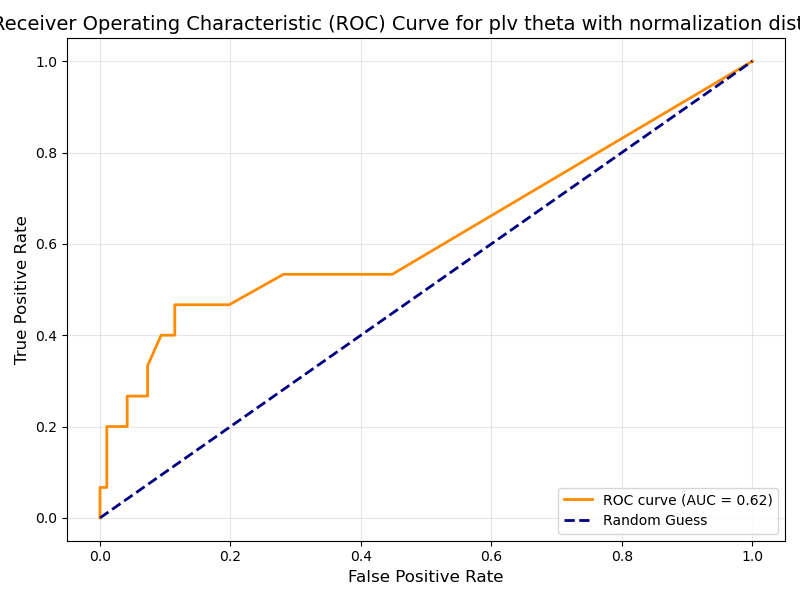 Receiver Operating Characteristic (ROC) Curve for plv theta with normalization dist
1.0
0.8
0.6
0.4
0.2
0.0
True Positive Rate
ROC curve (AUC = 0.62)
Random Guess
0.0 0.2 0.4 0.6 0.8 1.0
False Positive Rate